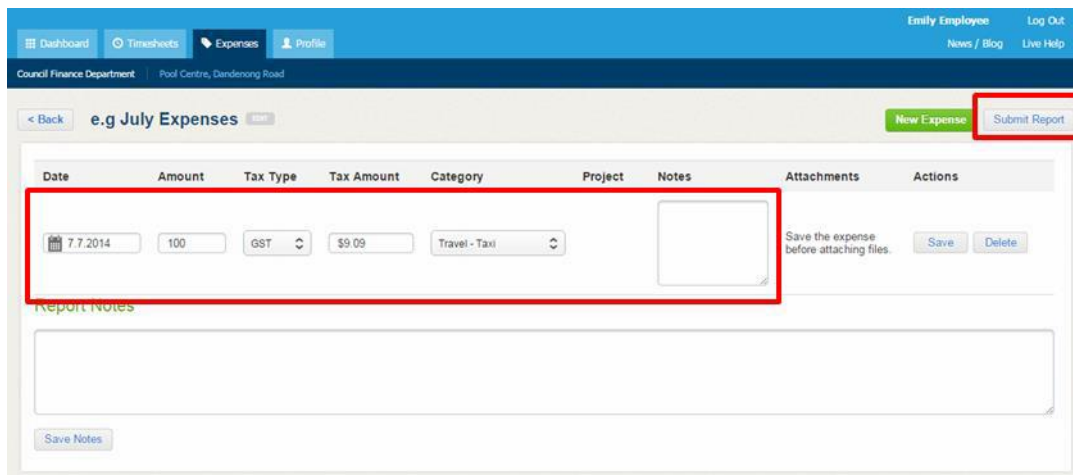 Emily Employee Log Out
Dashboard Timesheets Expenses Profile News / Blog Live Help
Council Finance Department Pool Centre, Dandenong Road
< Back e.g July Expenses New Expense Submit Report
Date Amount Tax Type Tax Amount Category Project Notes Attachments Actions
7.7.2014 100 GST $9.09 Travel - Taxi Save the expense
before attaching files. Save Delete
Report Notes
Save Notes